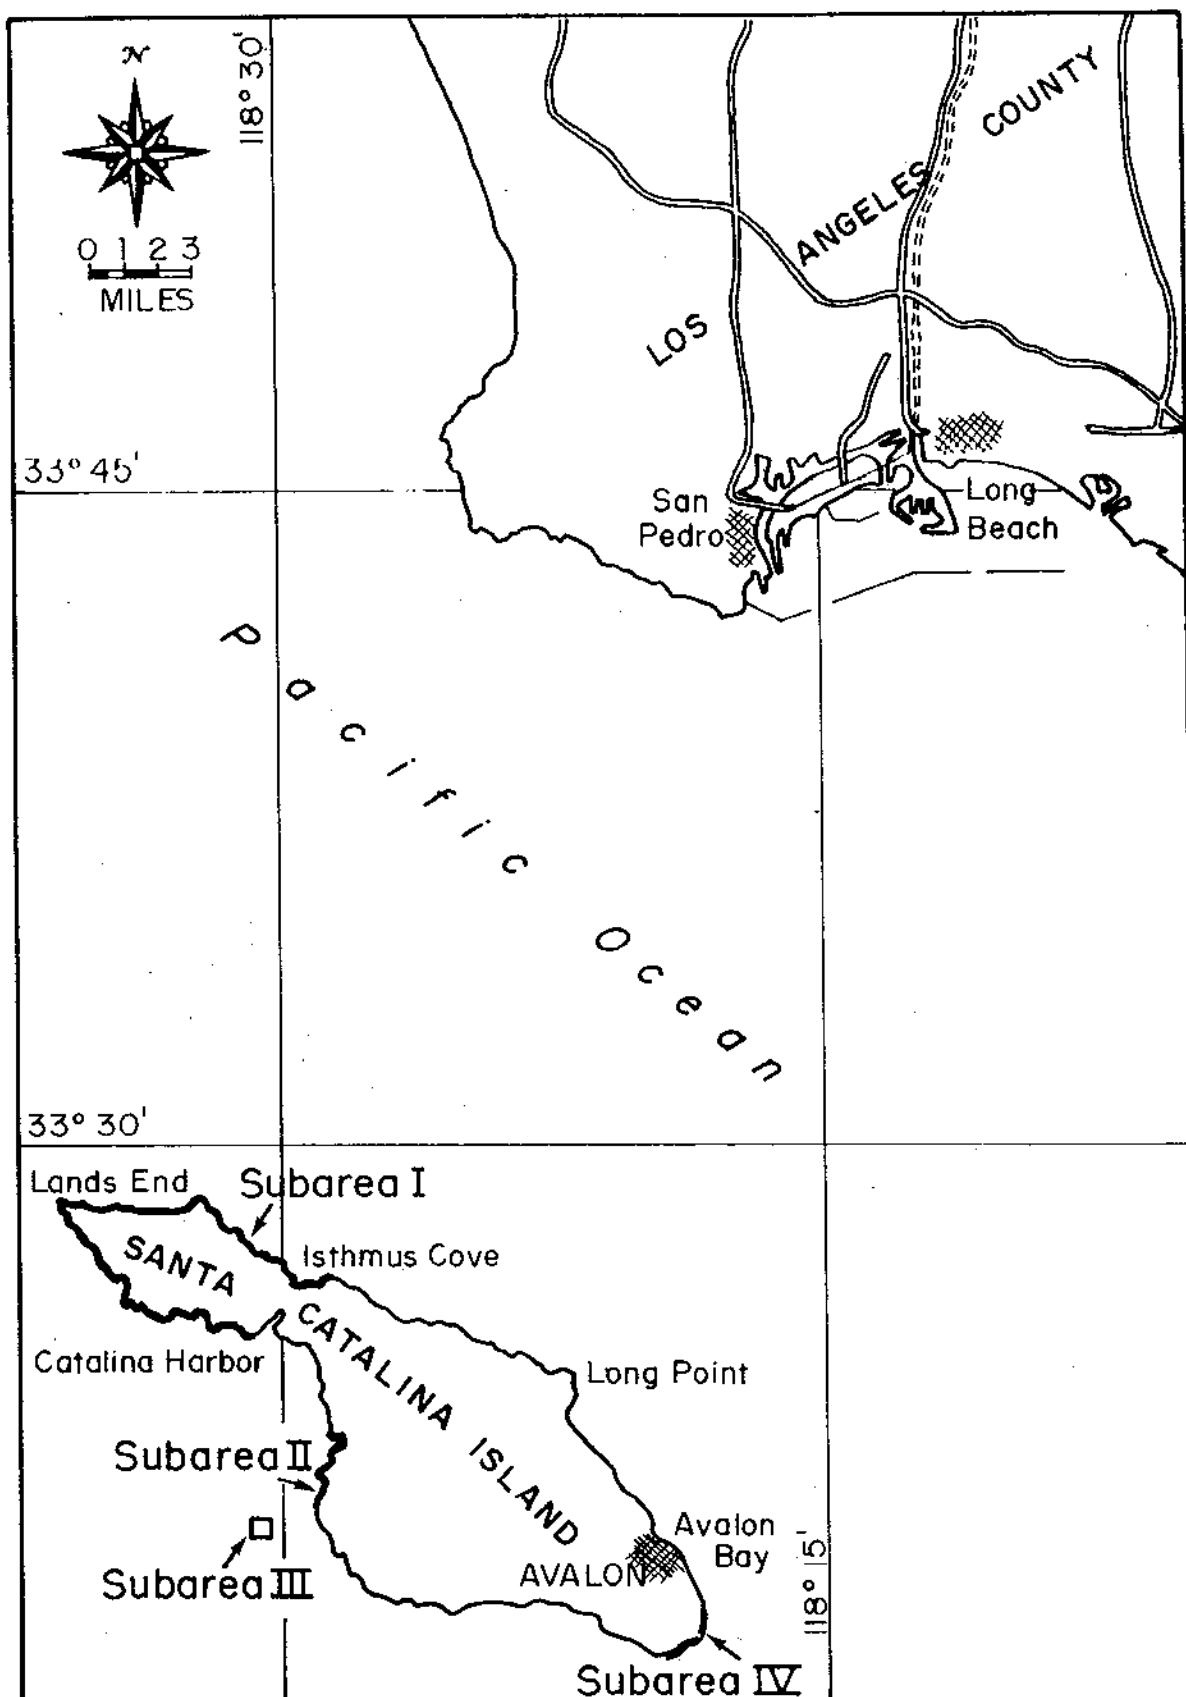 N
118° 30'
0 1 2 3
MILES
LOS ANGELES COUNTY
33° 45'
San
Pedro
Long
Beach
Pacific Ocean
33° 30'
Lands End
Subarea I
Isthmus Cove
SANTA CATALINA ISLAND
Catalina Harbor
Long Point
Subarea II
Avalon
Bay
AVALON
Subarea III
118° 15'
Subarea IV